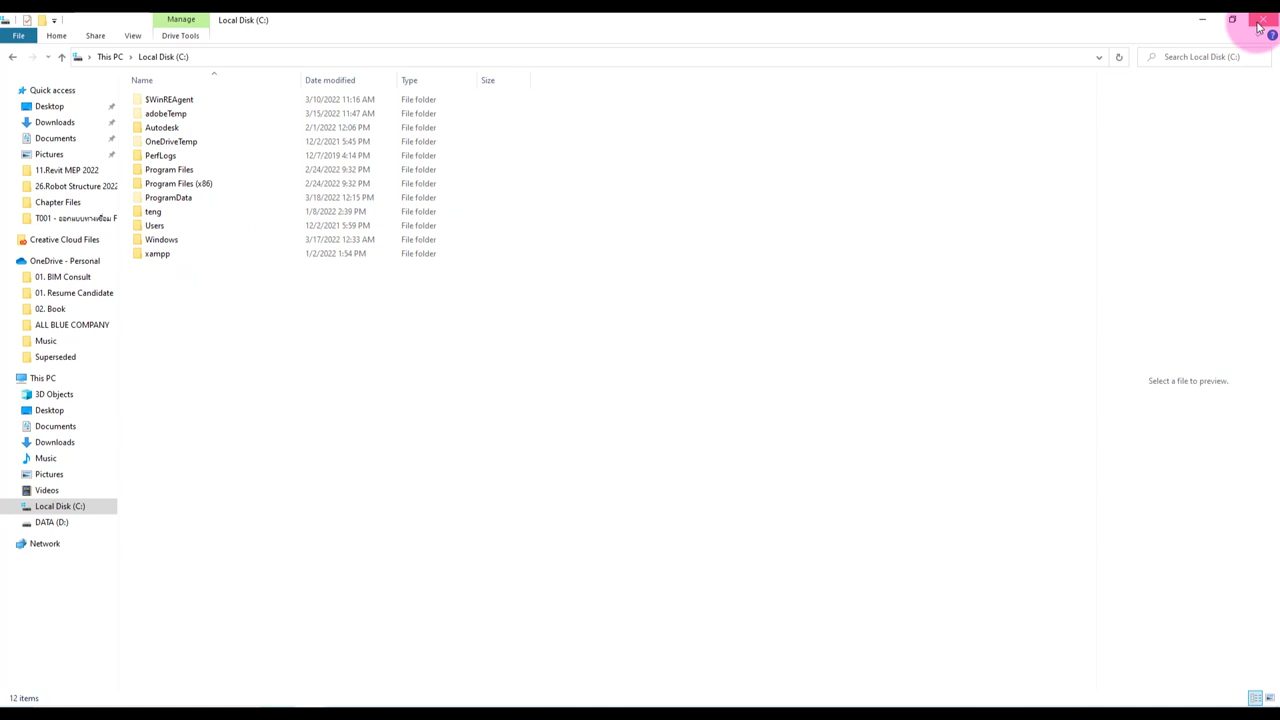 Manage
Local Disk (C:)
File
Home
Share
View
Drive Tools
This PC
Local Disk (C:)
Search Local Disk (C:)
Name
Date modified
Type
Size
Quick access
Desktop
Downloads
Documents
Pictures
11.Revit MEP 2022
26.Robot Structure 2022
Chapter Files
T001 - ออกแบบทางเชื่อม F
Creative Cloud Files
OneDrive - Personal
01. BIM Consult
01. Resume Candidate
02. Book
ALL BLUE COMPANY
Music
Superseded
This PC
3D Objects
Desktop
Documents
Downloads
Music
Pictures
Videos
Local Disk (C:)
DATA (D:)
Network
$WinREAgent 3/10/2022 11:16 AM File folder
adobeTemp 3/15/2022 11:47 AM File folder
Autodesk 2/1/2022 12:06 PM File folder
OneDriveTemp 12/2/2021 5:45 PM File folder
PerfLogs 12/7/2019 4:14 PM File folder
Program Files 2/24/2022 9:32 PM File folder
Program Files (x86) 2/24/2022 9:32 PM File folder
ProgramData 3/18/2022 12:15 PM File folder
teng 1/8/2022 2:39 PM File folder
Users 12/2/2021 5:59 PM File folder
Windows 3/17/2022 12:33 AM File folder
xampp 1/2/2022 1:54 PM File folder
Select a file to preview.
12 items